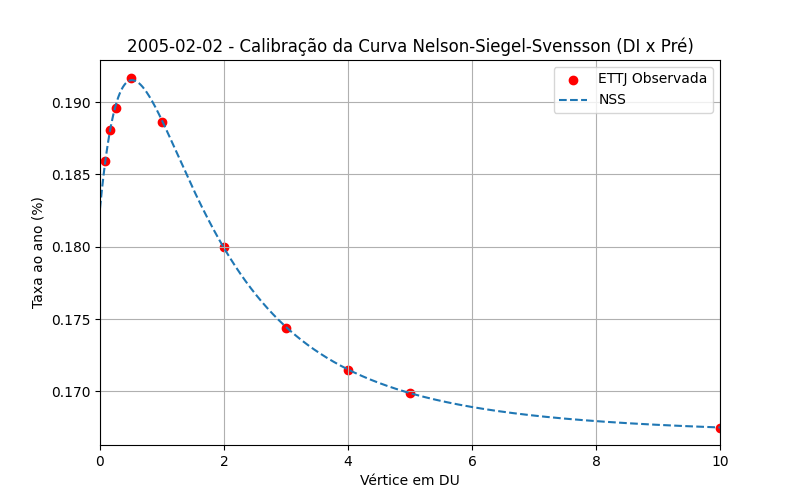 2005-02-02 - Calibração da Curva Nelson-Siegel-Svensson (DI x Pré)
ETTJ Observada
NSS
Taxa ao ano (%)
0.190
0.185
0.180
0.175
0.170
0 2 4 6 8 10
Vértice em DU